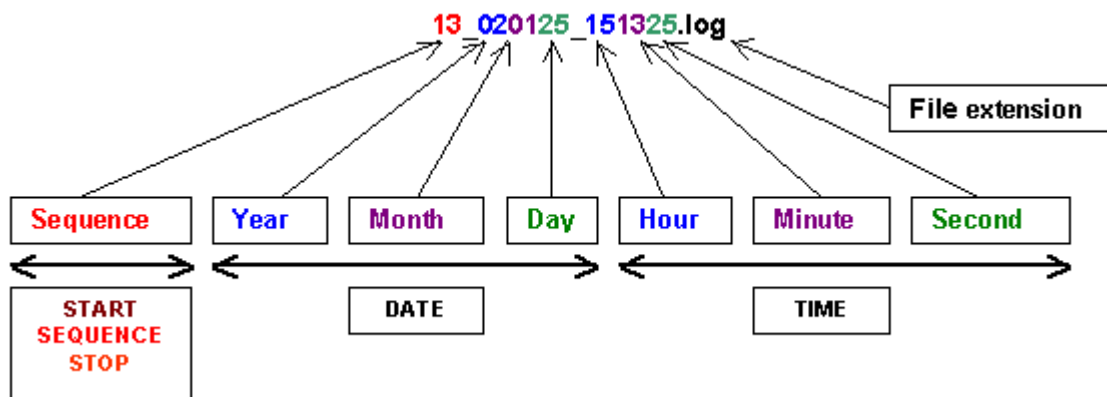 13_020125_151325.log
File extension
Sequence Year Month Day Hour Minute Second
START
SEQUENCE
STOP
DATE
TIME